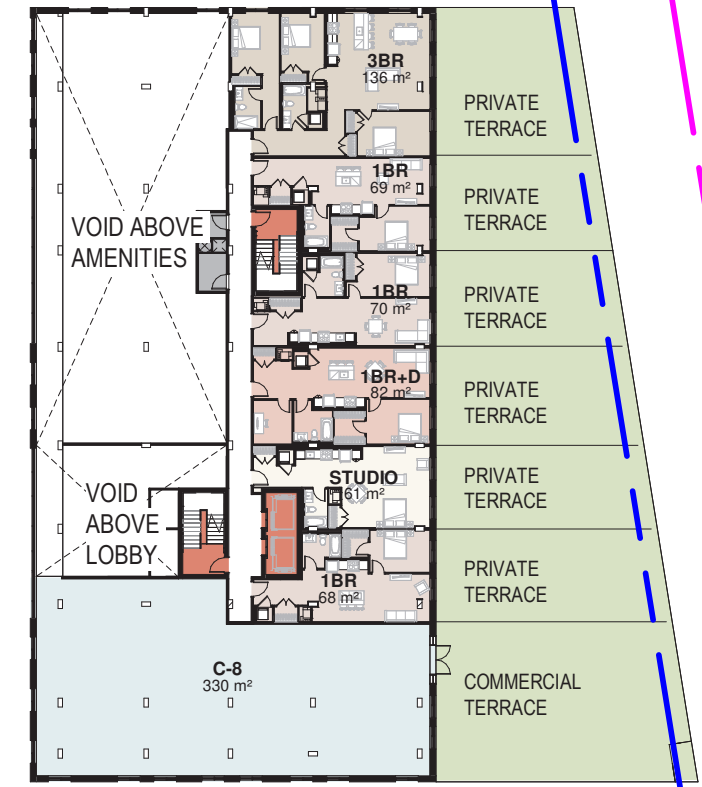 3BR
136 m²
PRIVATE
TERRACE
1BR
69 m²
PRIVATE
TERRACE
VOID ABOVE
AMENITIES
1BR
70 m²
PRIVATE
TERRACE
1BR+D
82 m²
PRIVATE
TERRACE
STUDIO
61 m²
PRIVATE
TERRACE
VOID
ABOVE
LOBBY
1BR
68 m²
PRIVATE
TERRACE
C-8
330 m²
COMMERCIAL
TERRACE